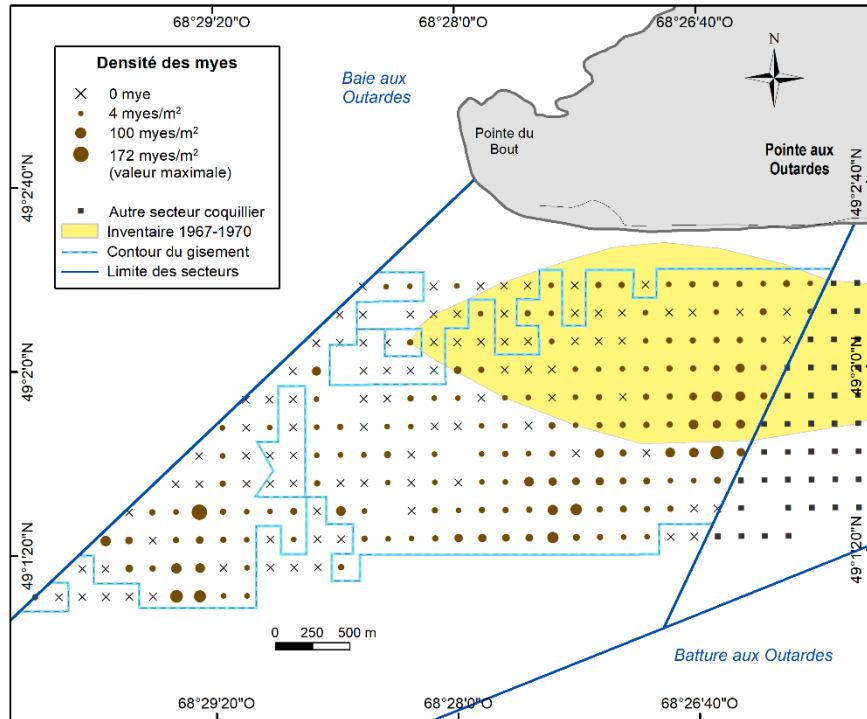 68°29'20"O
68°28'0"O
68°26'40"O
Densité des myes
0 mye
4 myes/m²
100 myes/m²
172 myes/m²
(valeur maximale)
Autre secteur coquillier
Inventaire 1967-1970
Contour du gisement
Limite des secteurs
Baie aux
Outardes
N
Pointe du
Bout
Pointe aux
Outardes
49°2'40"N
49°2'40"N
49°2'0"N
49°2'0"N
49°1'20"N
49°1'20"N
0 250 500 m
Batture aux Outardes
68°29'20"O
68°28'0"O
68°26'40"O